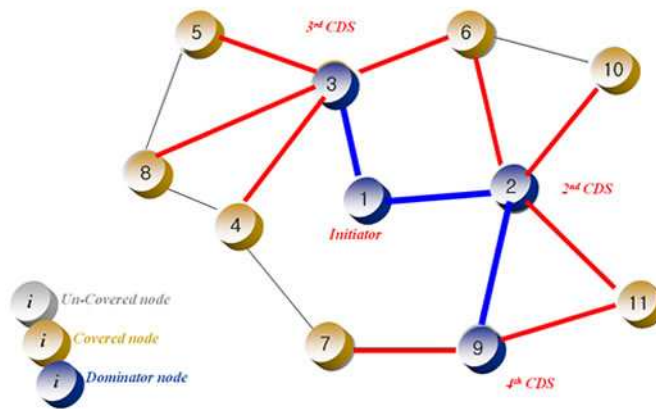 5
3rd CDS
6
3
10
8
1
2
2nd CDS
4
Initiator
i Un-Covered node
11
i Covered node
7
9
i Dominator node
4th CDS